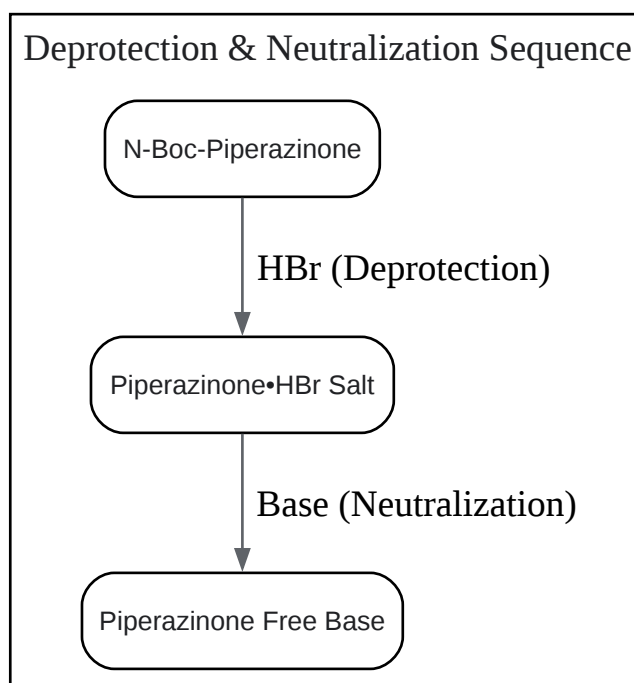 Deprotection & Neutralization Sequence
N-Boc-Piperazinone
HBr (Deprotection)
Piperazinone•HBr Salt
Base (Neutralization)
Piperazinone Free Base